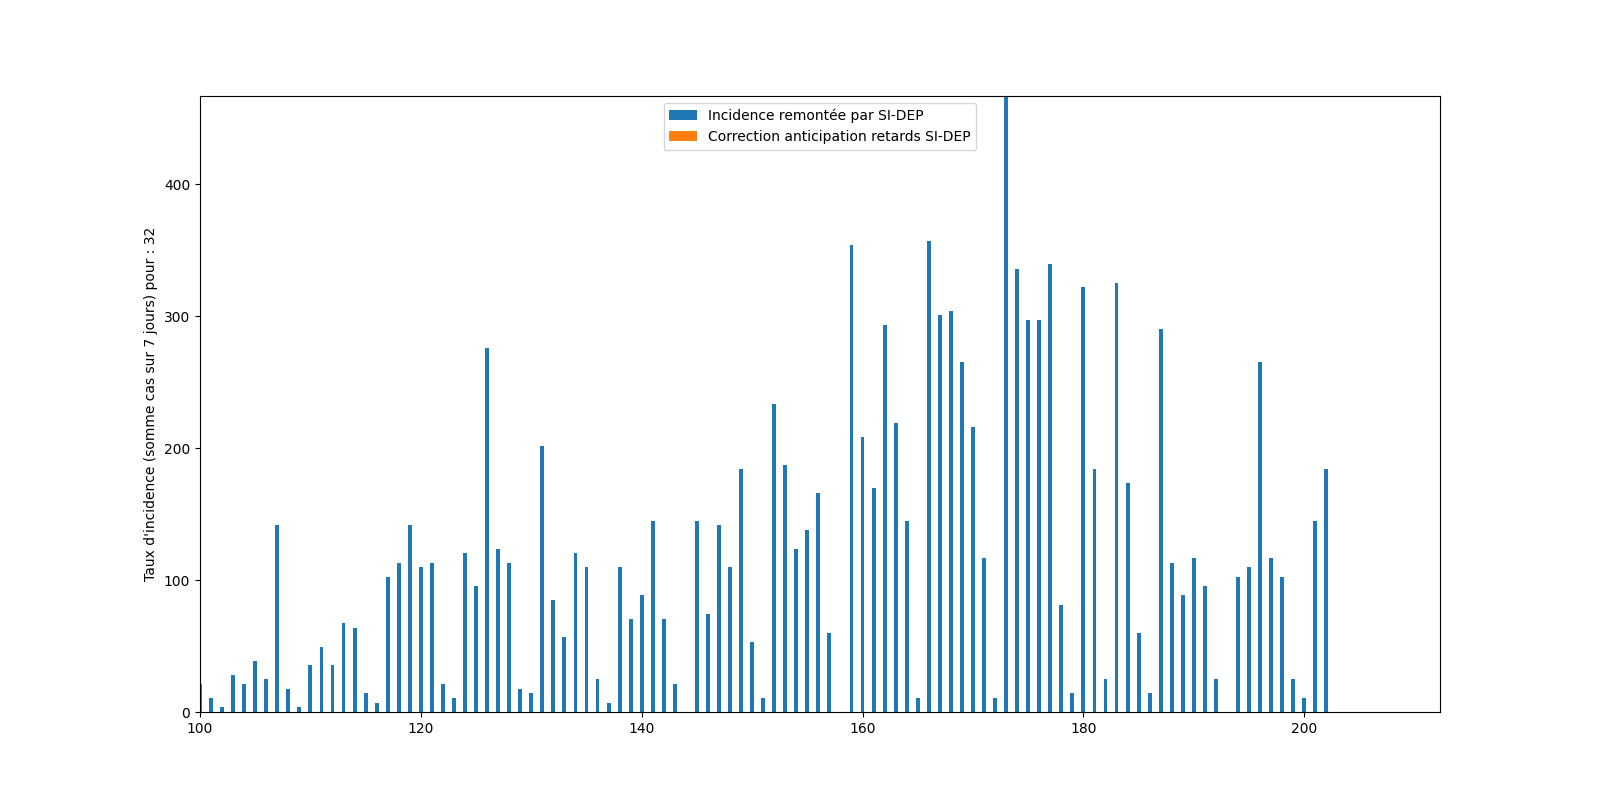 Incidence remontée par SI-DEP
Correction anticipation retards SI-DEP
Taux d'incidence (somme cas sur 7 jours) pour : 32
400
300
200
100
0
100 120 140 160 180 200